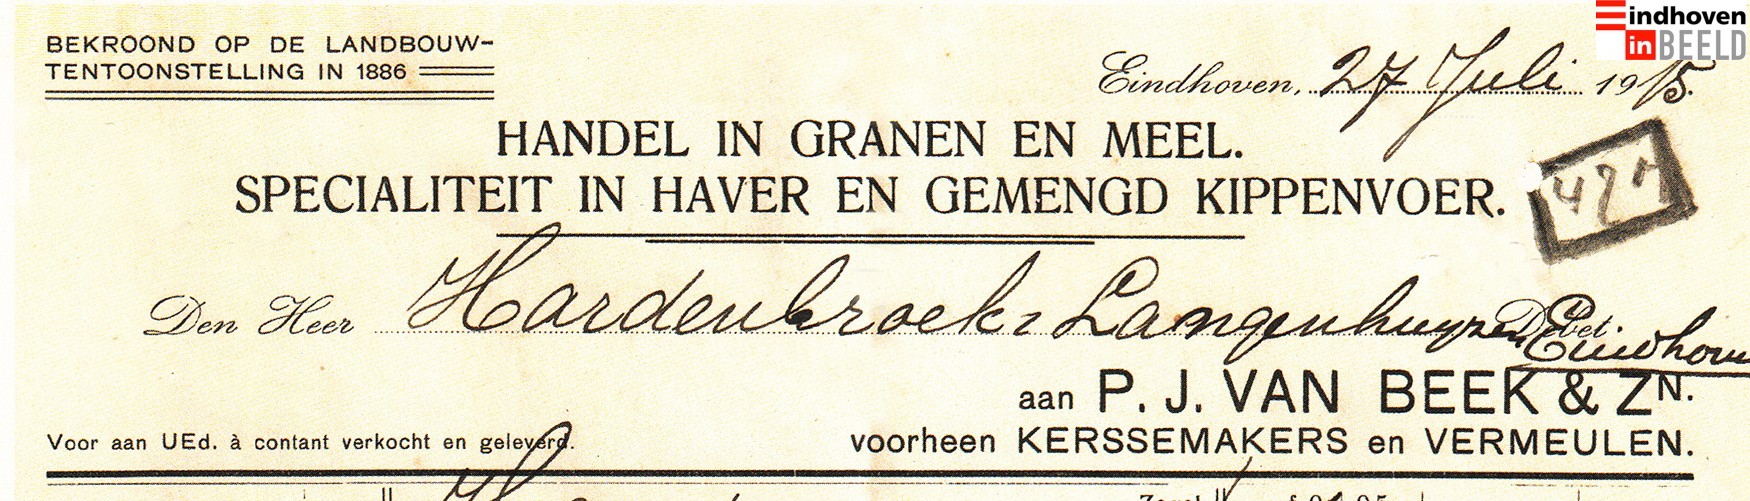 Eindhoven
in BEELD
BEKROOND OP DE LANDBOUW-
TENTOONSTELLING IN 1886
Eindhoven, 27 Juli 1915.
HANDEL IN GRANEN EN MEEL.
SPECIALITEIT IN HAVER EN GEMENGD KIPPENVOER.
Den Heer Hardenbroek Langenhuyzen Debet.
Eindhoven
aan P. J. VAN BEEK & ZN.
Voor aan UEd. à contant verkocht en geleverd.
voorheen KERSSEMAKERS en VERMEULEN.